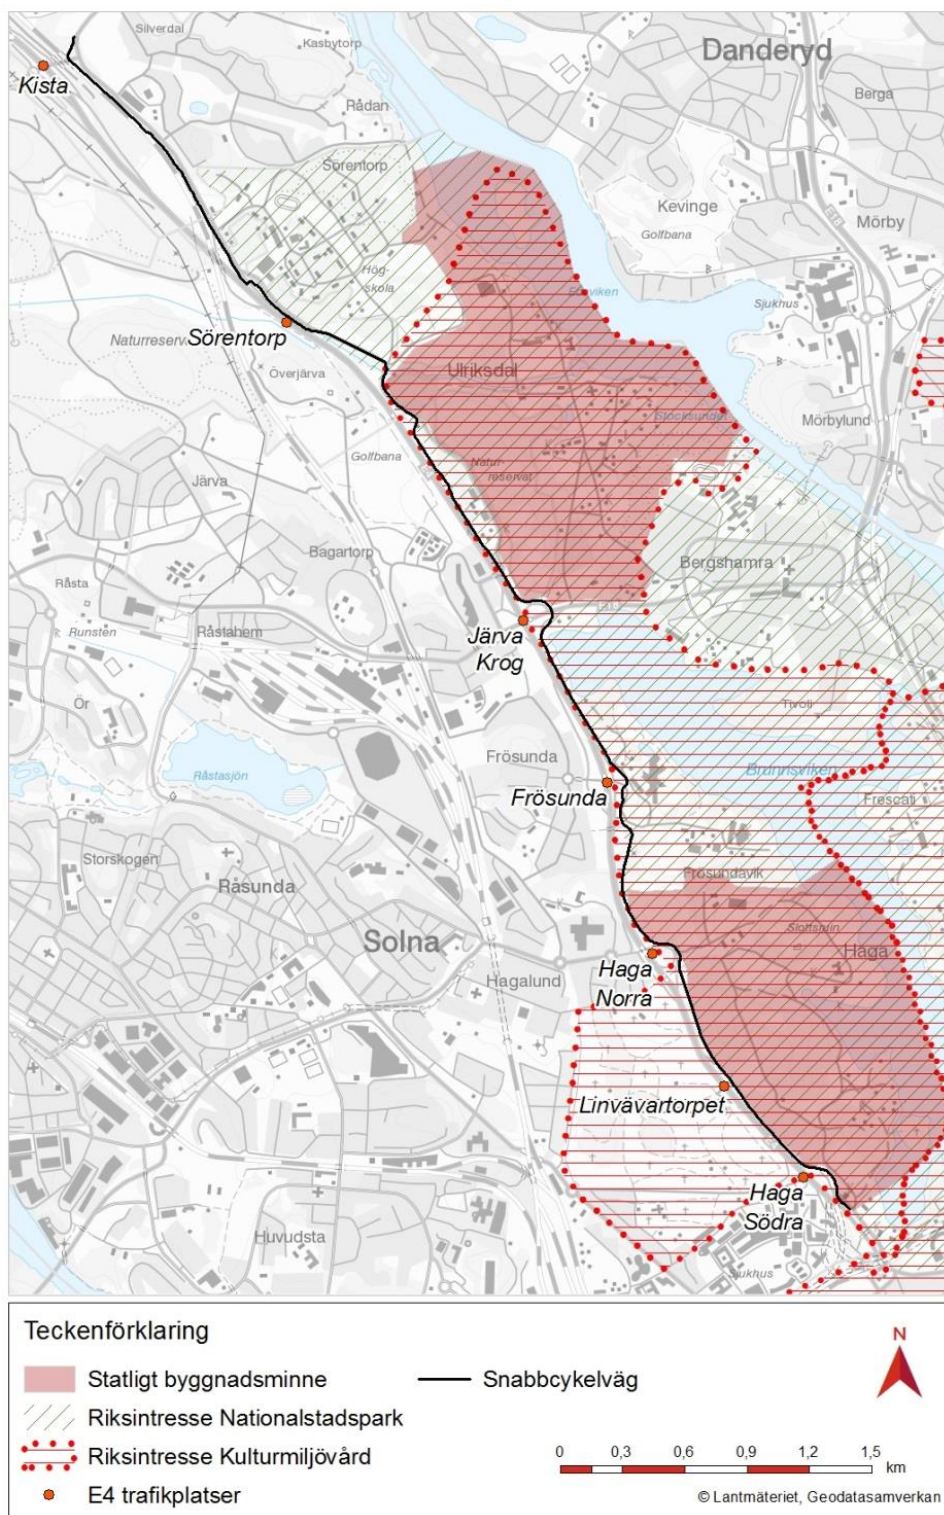 Silverdal
Kasbytorp
Danderyd
Kista
Rådan
Berga
Sörentorp
Kevinge
Golfbana
Mörby
Hög-
skola
Edsviken
Sjukhus
Sörentorp
Naturreservat
Överjärva
Ulriksdal
Stocksundet
Mörbylund
Golfbana
Natur-
reservat
Järva
Bagartorp
Bergshamra
Råsta
Runsten
Råstahem
Järva
Krog
Ör
Tivoli
Frösunda
Brunnsviken
Råstasjön
Frösunda
Frescati
Storskogen
Råsunda
Frösundavik
Solna
Slottsruin
Haga
Hagalund
Haga
Norra
Linvävartorpet
Haga
Södra
Huvudsta
Sjukhus
Teckenförklaring
Statligt byggnadsminne
Snabbcykelväg
Riksintresse Nationalstadspark
Riksintresse Kulturmiljövård
E4 trafikplatser
N
0 0,3 0,6 0,9 1,2 1,5
km
© Lantmäteriet, Geodatasamverkan